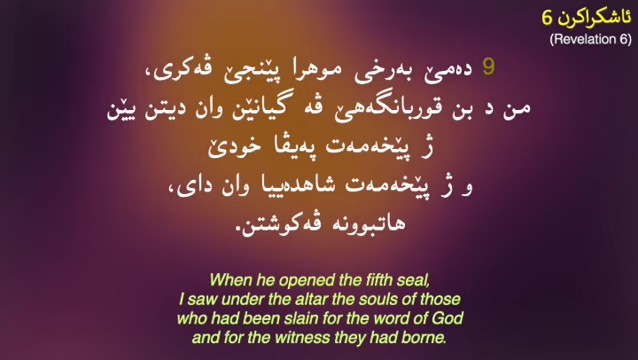 ئاشکراکرن 6
(Revelation 6)
9 دەمێ بەرخی موهرا پێنجێ ڤەکری،
من د بن قوربانگەهێ ڤە گیانێن وان دیتن یێن
ژ پێخەمەت پەیڤا خودێ
و ژ پێخەمەت شاهدەییا وان دای،
هاتبوونە ڤەکوشتن.
When he opened the fifth seal,
I saw under the altar the souls of those
who had been slain for the word of God
and for the witness they had borne.